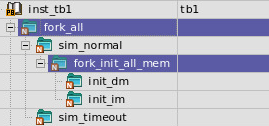 inst_tb1 tb1
fork_all
sim_normal
fork_init_all_mem
init_dm
init_im
sim_timeout